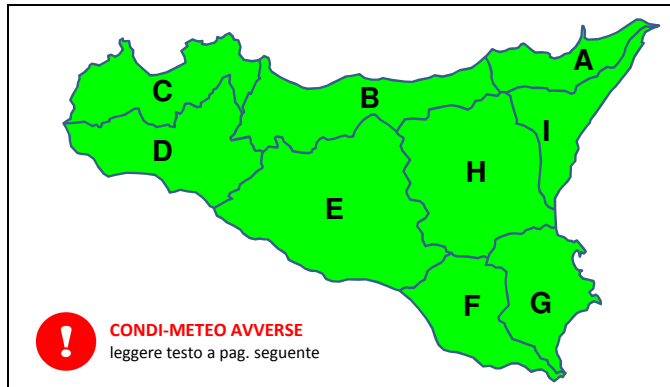 A
C
B
I
D
H
E
F
G
!
CONDI-METEO AVVERSE
leggere testo a pag. seguente